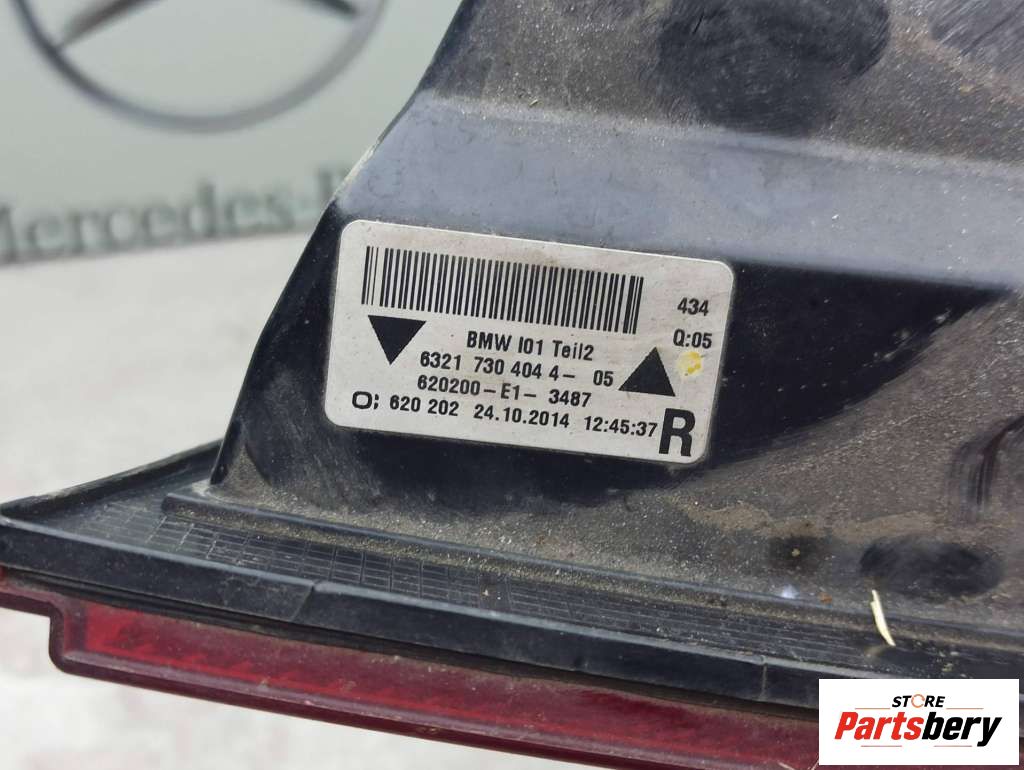 Mercedes-B
434
Q:05
BMW I01 Teil2
6321 730 404 4- 05
620200-E1- 3487
O; 620 202 24.10.2014 12:45:37 R
STORE
Partsbery